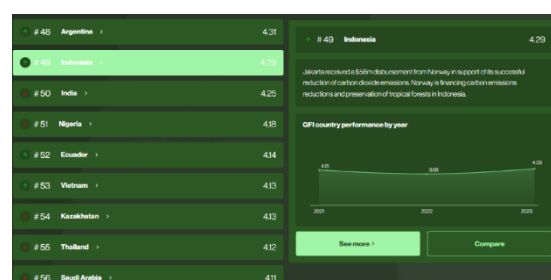 # 48 Argentina > 4.31
# 49 Indonesia > 4.29
# 50 India > 4.25
# 51 Nigeria > 4.18
# 52 Ecuador > 4.14
# 53 Vietnam > 4.13
# 54 Kazakhstan > 4.13
# 55 Thailand > 4.12
# 56 Saudi Arabia > 4.11
# 49 Indonesia 4.29
Jakarta received a $56m disbursement from Norway in support of its successful
reduction of carbon dioxide emissions. Norway is financing carbon emissions
reductions and preservation of tropical forests in Indonesia.
GFI country performance by year
4.15 4.29
2021 2022 2023
See more >
Compare